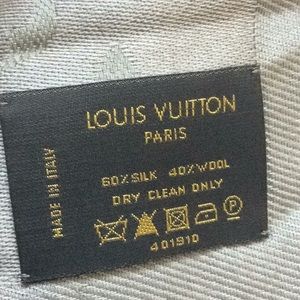 LOUIS VUITTON
PARIS
60% SILK 40% WOOL
DRY CLEAN ONLY
P
401910
MADE IN ITALY